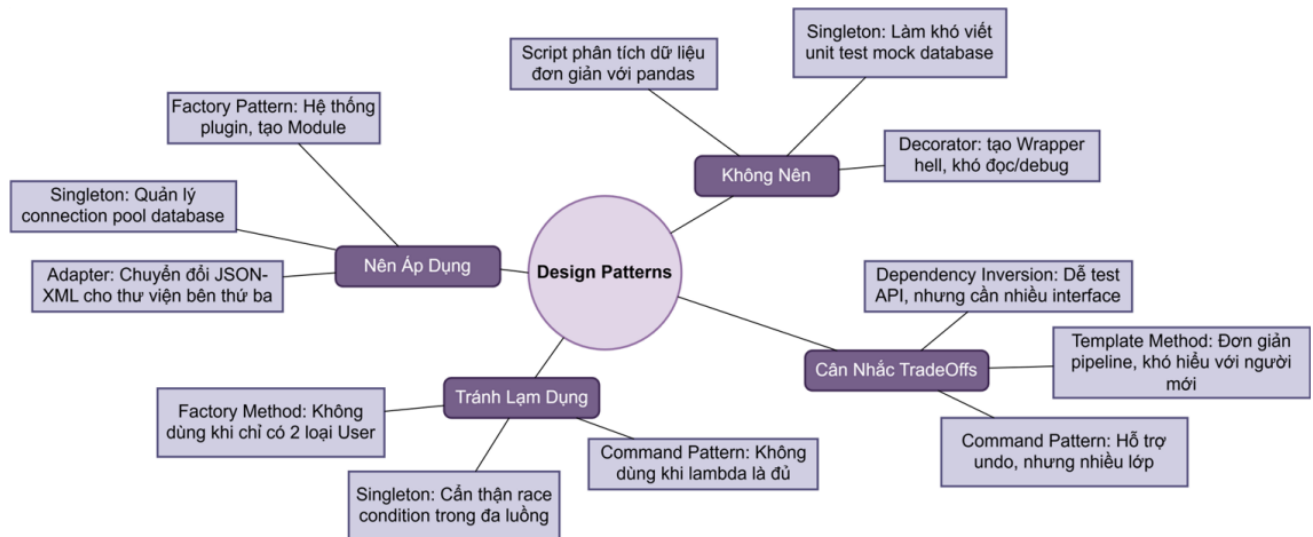 Design Patterns
Nên Áp Dụng
Factory Pattern: Hệ thống
plugin, tạo Module
Singleton: Quản lý
connection pool database
Adapter: Chuyển đổi JSON-
XML cho thư viện bên thứ ba
Không Nên
Script phân tích dữ liệu
đơn giản với pandas
Singleton: Làm khó viết
unit test mock database
Decorator: tạo Wrapper
hell, khó đọc/debug
Cân Nhắc TradeOffs
Dependency Inversion: Dễ test
API, nhưng cần nhiều interface
Template Method: Đơn giản
pipeline, khó hiểu với người
mới
Command Pattern: Hỗ trợ
undo, nhưng nhiều lớp
Tránh Lạm Dụng
Factory Method: Không
dùng khi chỉ có 2 loại User
Singleton: Cẩn thận race
condition trong đa luồng
Command Pattern: Không
dùng khi lambda là đủ